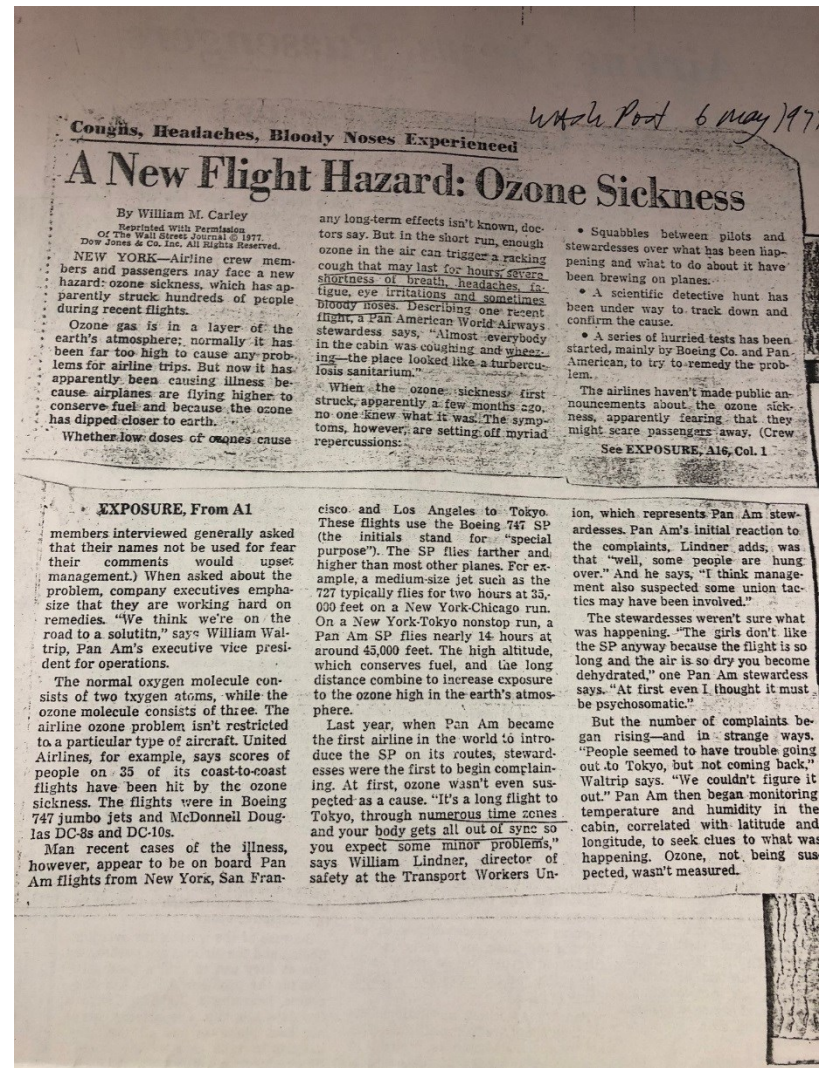 Wash Post 6 May 197
Coughs, Headaches, Bloody Noses Experienced
A New Flight Hazard: Ozone Sickness
By William M. Carley
Reprinted With Permission
Of The Wall Street Journal © 1977.
Dow Jones & Co. Inc. All Rights Reserved.
NEW YORK—Airline crew mem-
bers and passengers may face a new
hazard: ozone sickness, which has ap-
parently struck hundreds of people
during recent flights.
Ozone gas is in a layer of the
earth's atmosphere; normally it has
been far too high to cause any prob-
lems for airline trips. But now it has
apparently been causing illness be-
cause airplanes are flying higher to
conserve fuel and because the ozone
has dipped closer to earth.
Whether low doses of ozones cause
any long-term effects isn't known, doc-
tors say. But in the short run, enough
ozone in the air can trigger a racking
cough that may last for hours, severe
shortness of breath, headaches, fa-
tigue, eye irritations and sometimes
bloody noses. Describing one recent
flight, a Pan American World Airways
stewardess says, "Almost everybody
in the cabin was coughing and wheez-
ing—the place looked like a turbercu-
losis sanitarium."
When the ozone sickness first
struck, apparently a few months ago,
no one knew what it was. The symp-
toms, however, are setting off myriad
repercussions:
• Squabbles between pilots and
stewardesses over what has been hap-
pening and what to do about it have
been brewing on planes.
• A scientific detective hunt has
been under way to track down and
confirm the cause.
• A series of hurried tests has been
started, mainly by Boeing Co. and Pan
American, to try to remedy the prob-
lem.
The airlines haven't made public an-
nouncements about the ozone sick-
ness, apparently fearing that they
might scare passengers away. (Crew
See EXPOSURE, A16, Col. 1
EXPOSURE, From A1
members interviewed generally asked
that their names not be used for fear
their comments would upset
management.) When asked about the
problem, company executives empha-
size that they are working hard on
remedies. "We think we're on the
road to a solutitn," says William Wal-
trip, Pan Am's executive vice presi-
dent for operations.
The normal oxygen molecule con-
sists of two txygen atoms, while the
ozone molecule consists of three. The
airline ozone problem isn't restricted
to a particular type of aircraft. United
Airlines, for example, says scores of
people on 35 of its coast-to-coast
flights have been hit by the ozone
sickness. The flights were in Boeing
747 jumbo jets and McDonneil Doug-
las DC-8s and DC-10s.
Man recent cases of the illness,
however, appear to be on board Pan
Am flights from New York, San Fran-
cisco and Los Angeles to Tokyo.
These flights use the Boeing 747 SP
(the initials stand for "special
purpose"). The SP flies farther and
higher than most other planes. For ex-
ample, a medium-size jet such as the
727 typically flies for two hours at 35,-
000 feet on a New York-Chicago run.
On a New York-Tokyo nonstop run, a
Pan Am SP flies nearly 14 hours at
around 45,000 feet. The high altitude,
which conserves fuel, and the long
distance combine to increase exposure
to the ozone high in the earth's atmos-
phere.
Last year, when Pan Am became
the first airline in the world to intro-
duce the SP on its routes, steward-
esses were the first to begin complain-
ing. At first, ozone wasn't even sus-
pected as a cause. "It's a long flight to
Tokyo, through numerous time zones
and your body gets all out of sync so
you expect some minor problems,"
says William Lindner, director of
safety at the Transport Workers Un-
ion, which represents Pan Am stew-
ardesses. Pan Am's initial reaction to
the complaints, Lindner adds, was
that "well, some people are hung
over." And he says, "I think manage-
ment also suspected some union tac-
tics may have been involved."
The stewardesses weren't sure what
was happening. "The girls don't like
the SP anyway because the flight is so
long and the air is so dry you become
dehydrated," one Pan Am stewardess
says. "At first even I thought it must
be psychosomatic."
But the number of complaints be-
gan rising—and in strange ways.
"People seemed to have trouble going
out to Tokyo, but not coming back,"
Waltrip says. "We couldn't figure it
out." Pan Am then began monitoring
temperature and humidity in the
cabin, correlated with latitude and
longitude, to seek clues to what was
happening. Ozone, not being sus-
pected, wasn't measured.